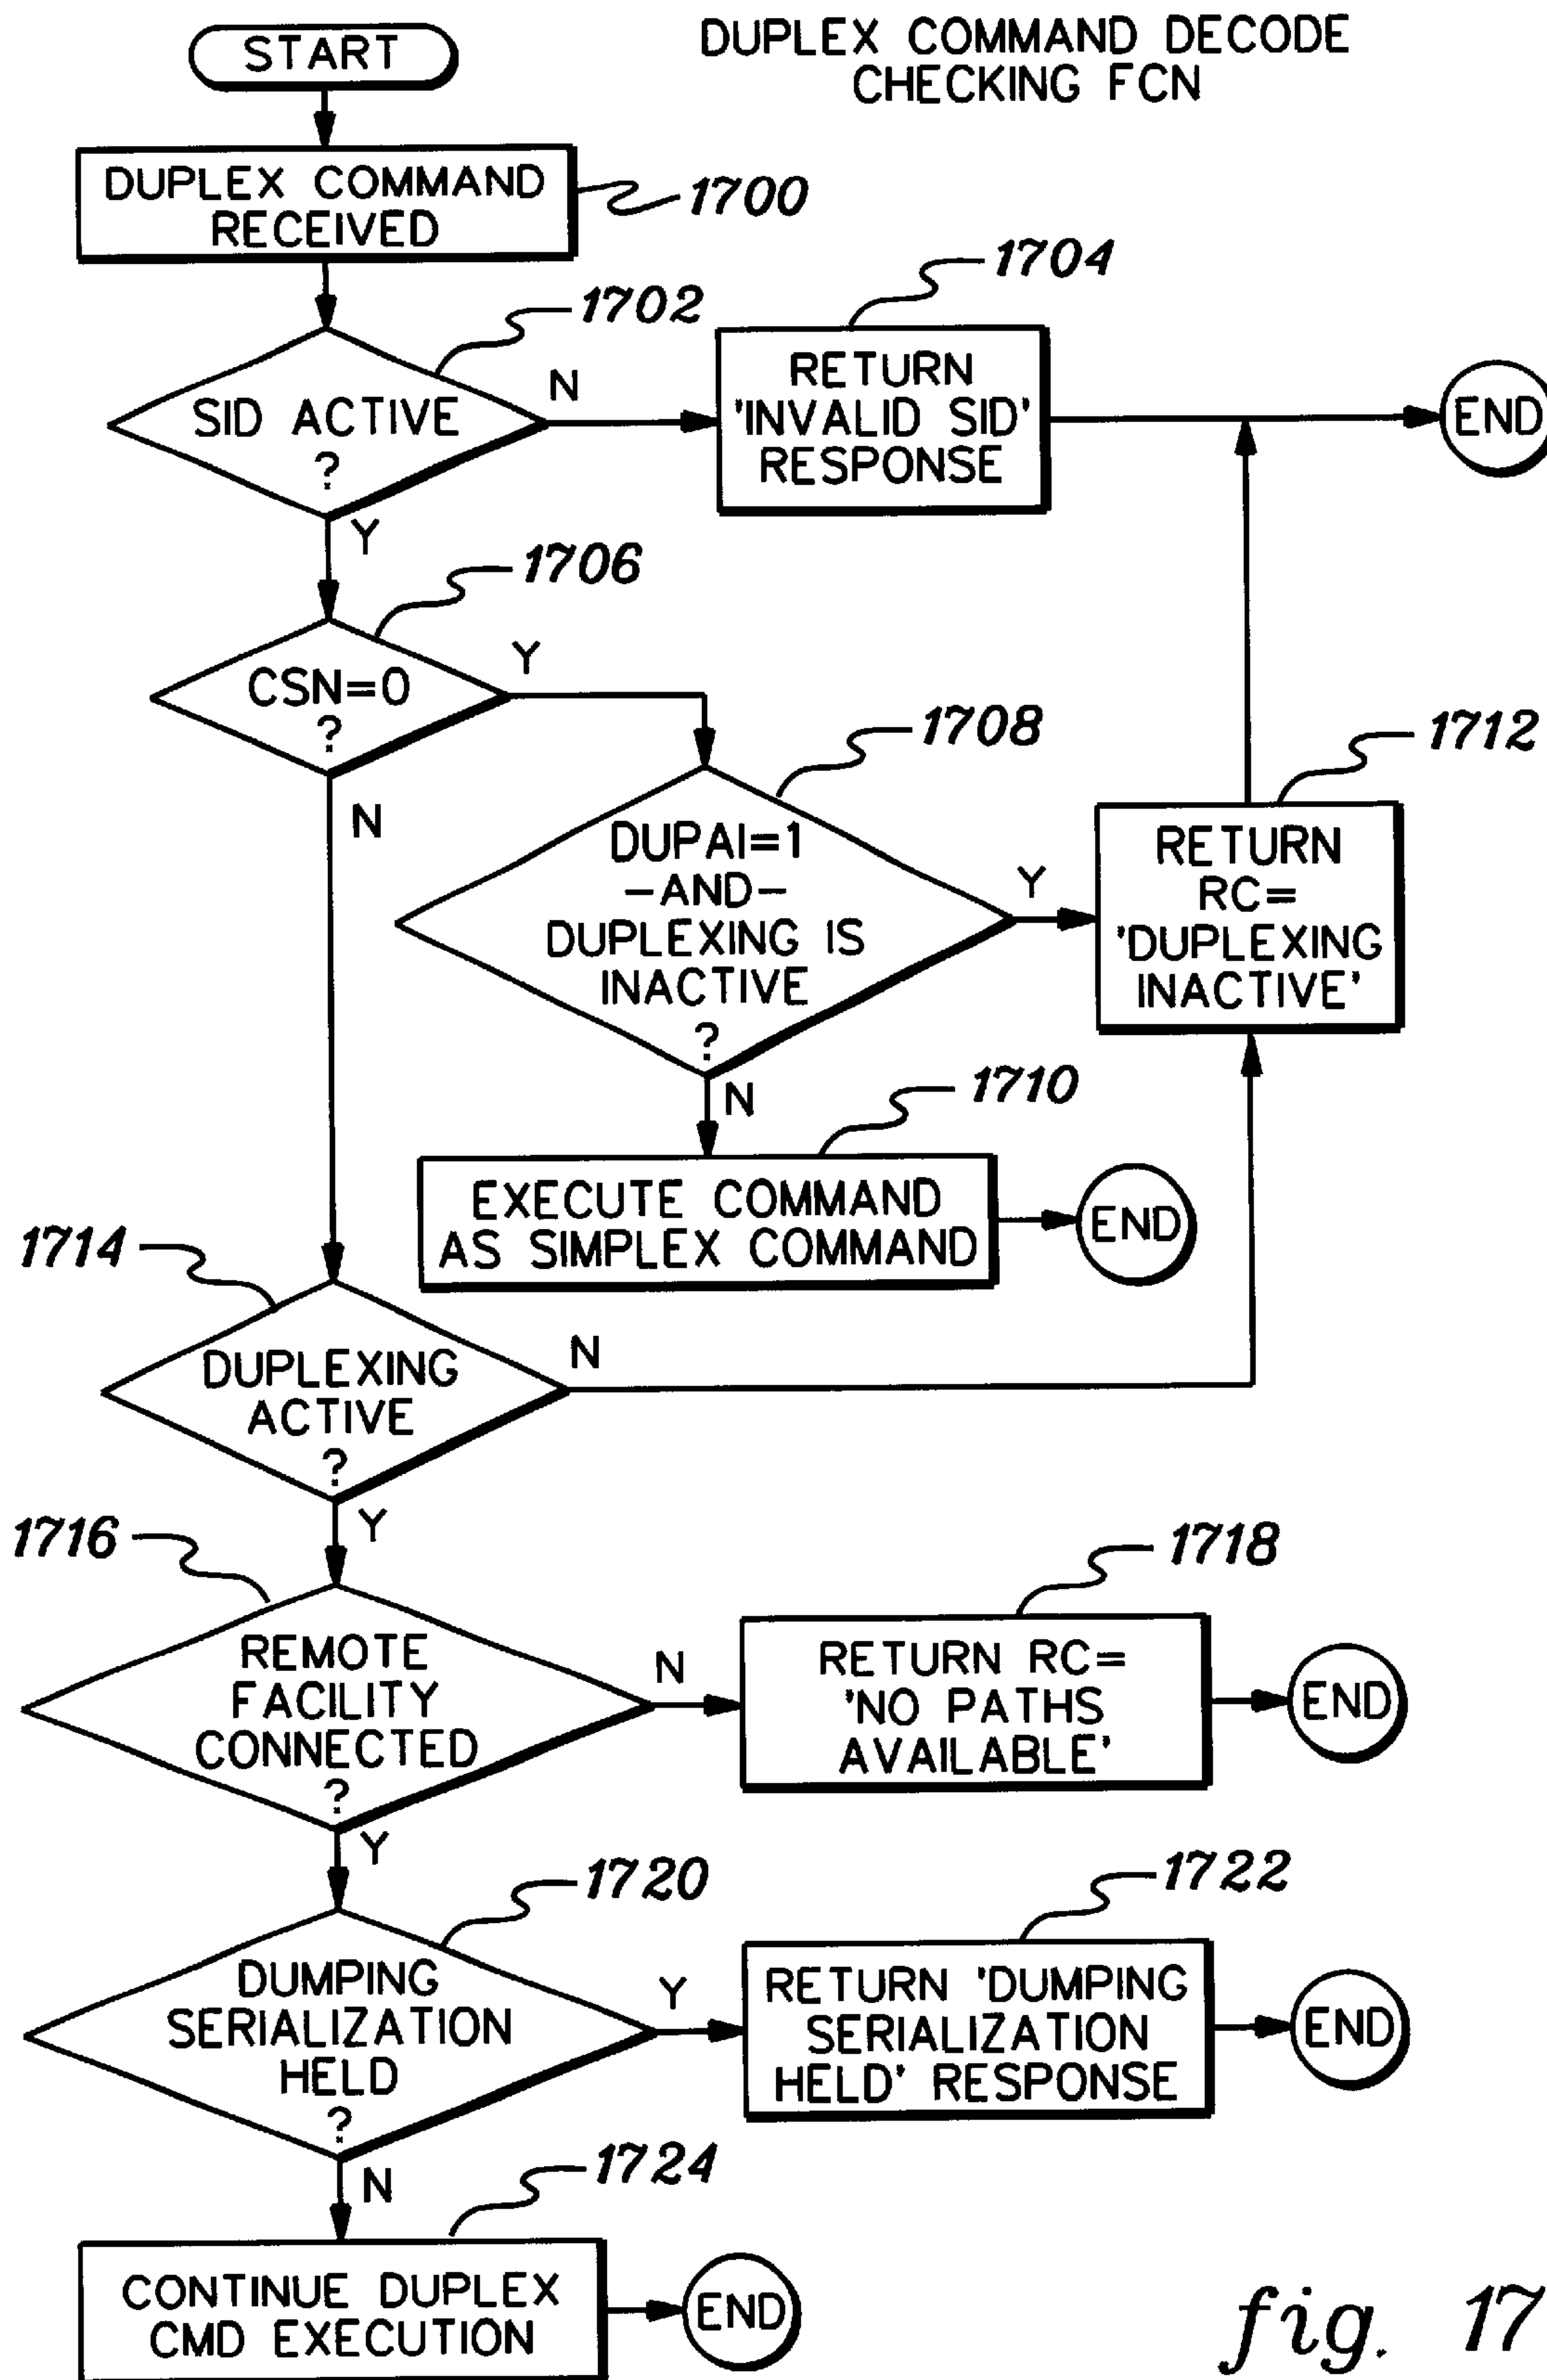 DUPLEX COMMAND DECODE
CHECKING FCN
START
DUPLEX COMMAND
RECEIVED
1700
1702
SID ACTIVE
?
N
Y
1704
RETURN
'INVALID SID'
RESPONSE
END
1706
CSN=0
?
Y
N
1708
DUPAI=1
-AND-
DUPLEXING IS
INACTIVE
?
Y
N
1712
RETURN
RC=
'DUPLEXING
INACTIVE'
1710
EXECUTE COMMAND
AS SIMPLEX COMMAND
END
1714
DUPLEXING
ACTIVE
?
N
Y
1716
REMOTE
FACILITY
CONNECTED
?
N
Y
1718
RETURN RC=
'NO PATHS
AVAILABLE'
END
1720
DUMPING
SERIALIZATION
HELD
?
Y
N
1722
RETURN 'DUMPING
SERIALIZATION
HELD' RESPONSE
END
1724
CONTINUE DUPLEX
CMD EXECUTION
END
fig. 17